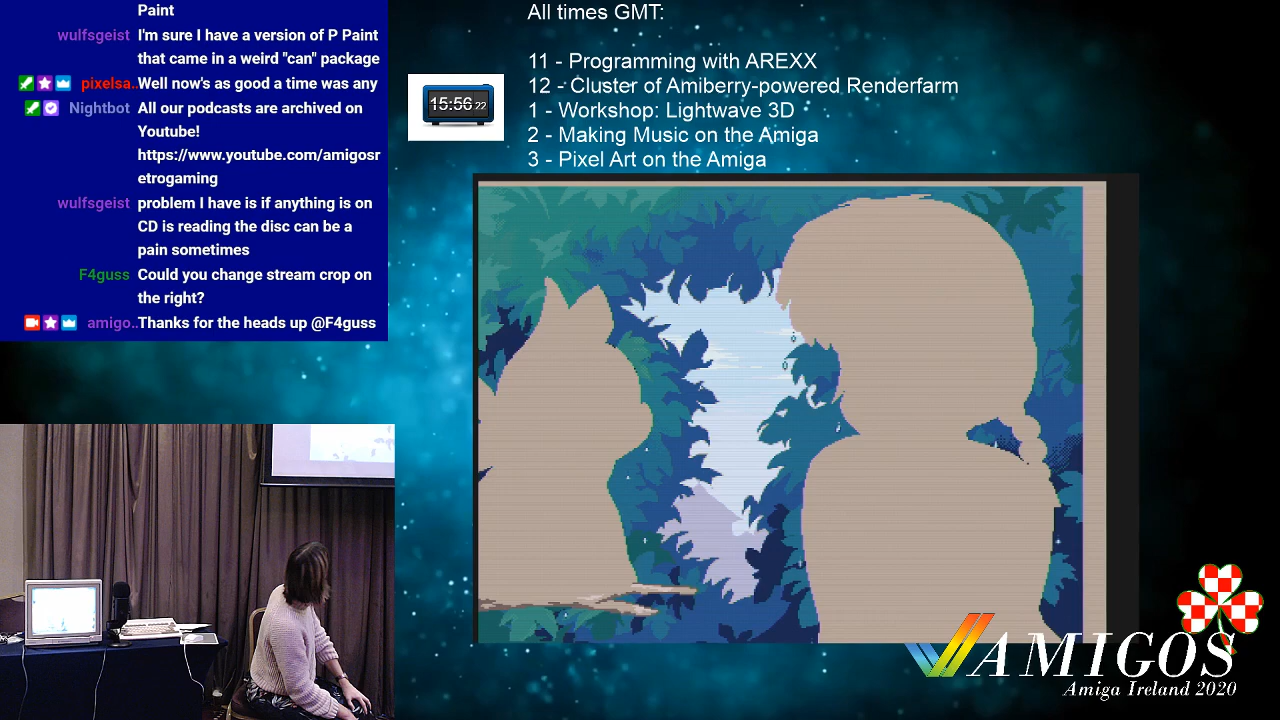 Paint
wulfsgeist I'm sure I have a version of P Paint
that came in a weird "can" package
pixelsa.. Well now's as good a time was any
Nightbot All our podcasts are archived on
Youtube!
https://www.youtube.com/amigosr
etrogaming
wulfsgeist problem I have is if anything is on
CD is reading the disc can be a
pain sometimes
F4guss Could you change stream crop on
the right?
amigo.. Thanks for the heads up @F4guss
15:56 22
All times GMT:
11 - Programming with AREXX
12 - Cluster of Amiberry-powered Renderfarm
1 - Workshop: Lightwave 3D
2 - Making Music on the Amiga
3 - Pixel Art on the Amiga
AMIGOS
Amiga Ireland 2020